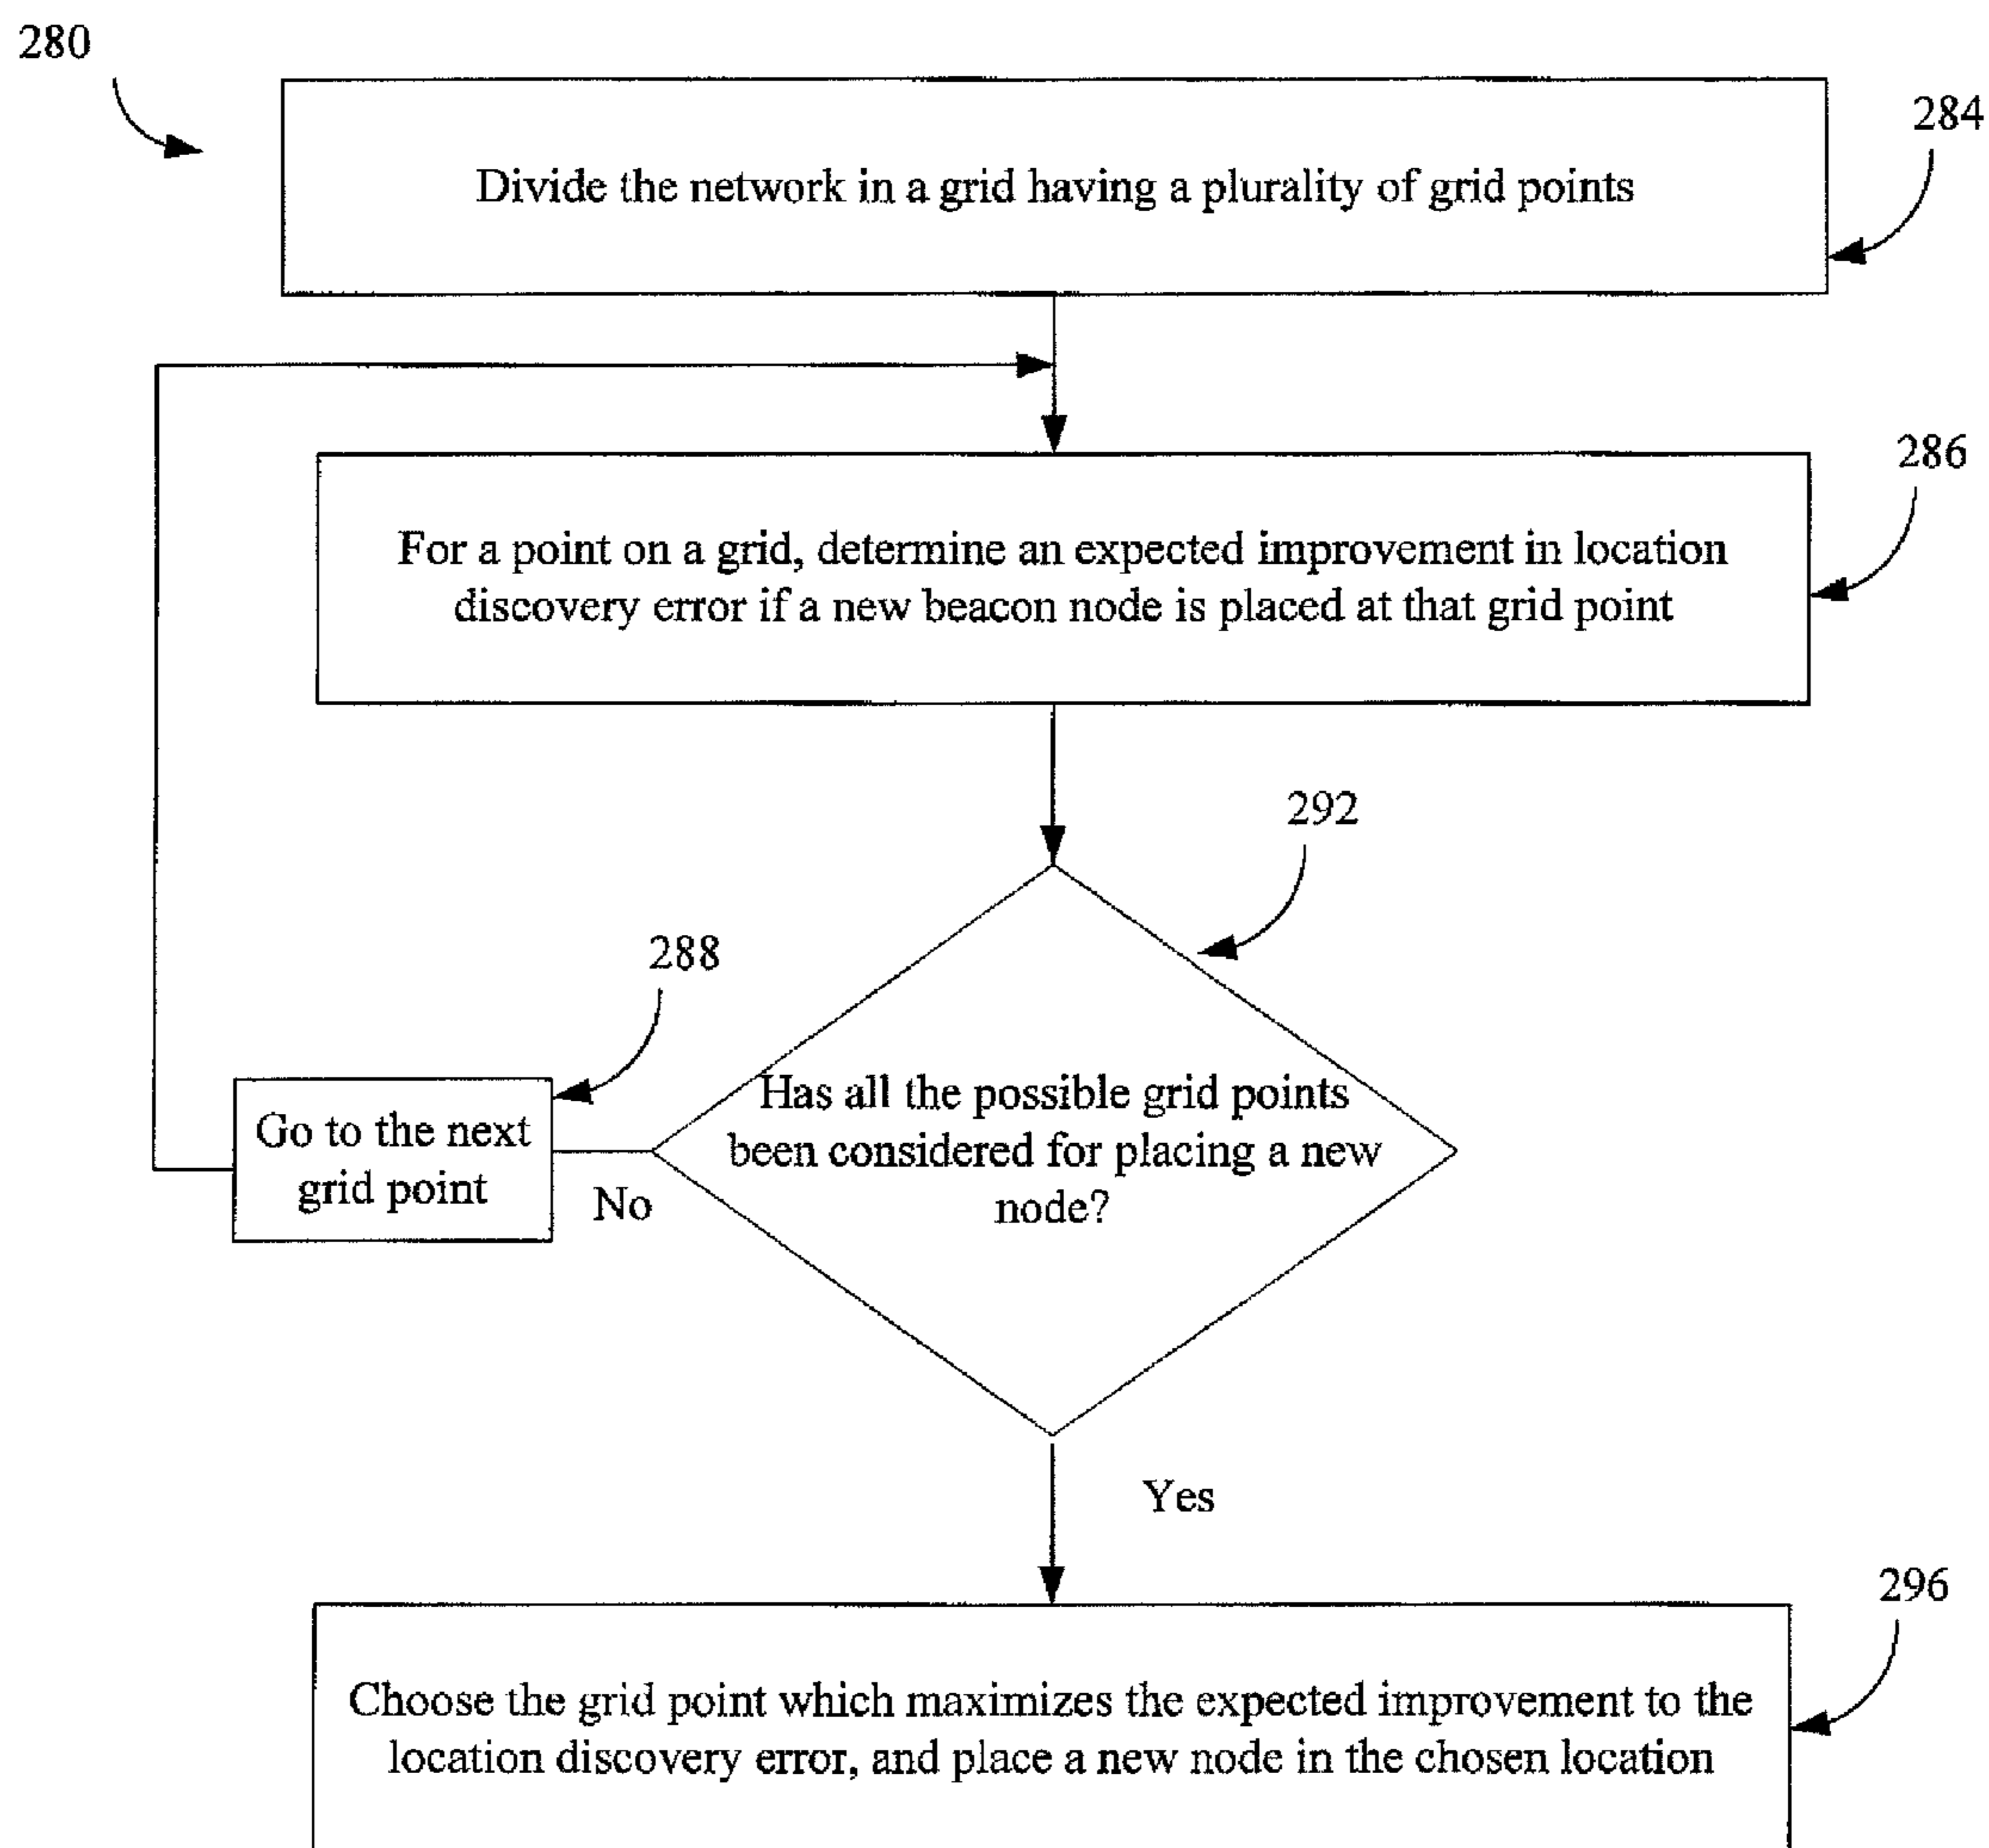 280
284
Divide the network in a grid having a plurality of grid points
286
For a point on a grid, determine an expected improvement in location
discovery error if a new beacon node is placed at that grid point
292
288
Has all the possible grid points
been considered for placing a new
node?
Go to the next
grid point
No
Yes
296
Choose the grid point which maximizes the expected improvement to the
location discovery error, and place a new node in the chosen location